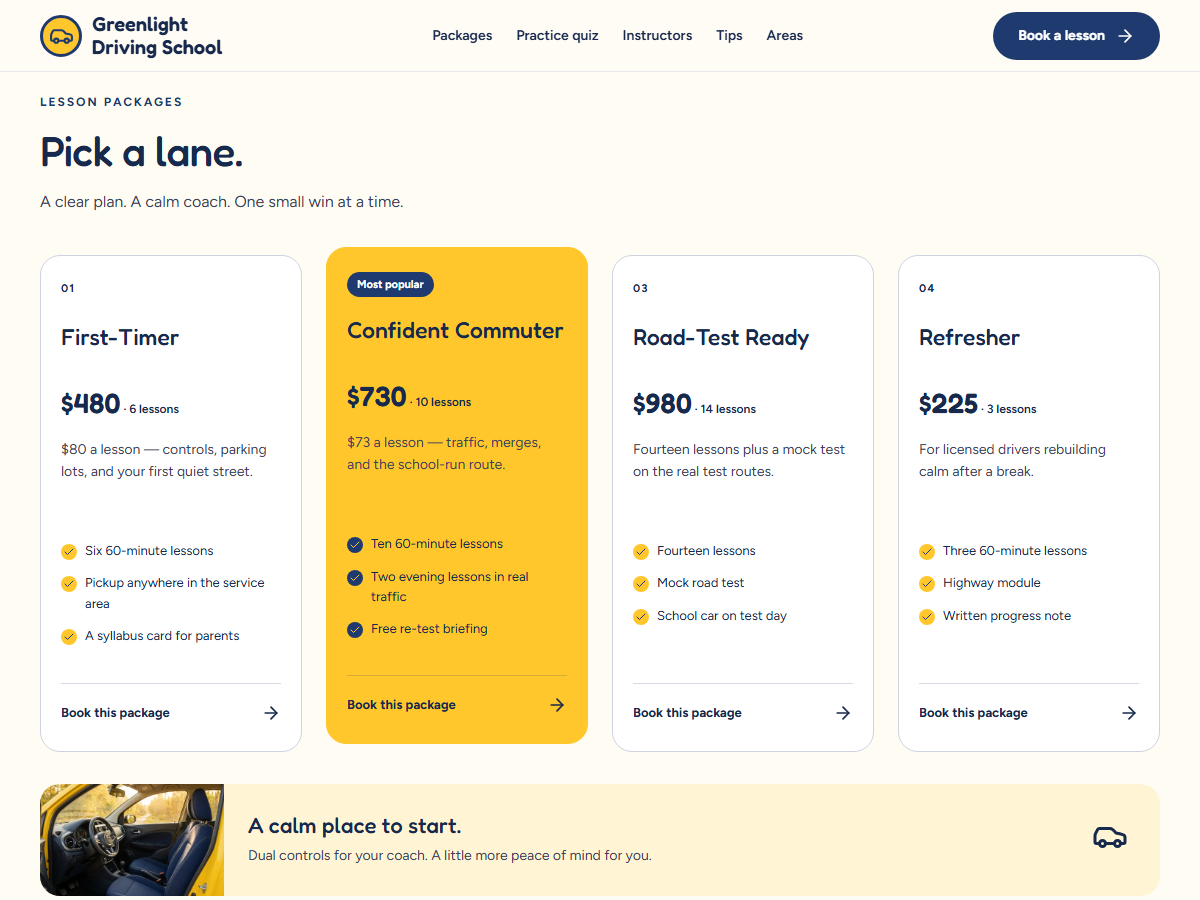 Greenlight
Driving School
Packages
Practice quiz
Instructors
Tips
Areas
Book a lesson
LESSON PACKAGES
Pick a lane.
A clear plan. A calm coach. One small win at a time.
01
First-Timer
$480 · 6 lessons
$80 a lesson — controls, parking
lots, and your first quiet street.
Six 60-minute lessons
Pickup anywhere in the service
area
A syllabus card for parents
Book this package
Most popular
Confident Commuter
$730 · 10 lessons
$73 a lesson — traffic, merges,
and the school-run route.
Ten 60-minute lessons
Two evening lessons in real
traffic
Free re-test briefing
Book this package
03
Road-Test Ready
$980 · 14 lessons
Fourteen lessons plus a mock test
on the real test routes.
Fourteen lessons
Mock road test
School car on test day
Book this package
04
Refresher
$225 · 3 lessons
For licensed drivers rebuilding
calm after a break.
Three 60-minute lessons
Highway module
Written progress note
Book this package
A calm place to start.
Dual controls for your coach. A little more peace of mind for you.